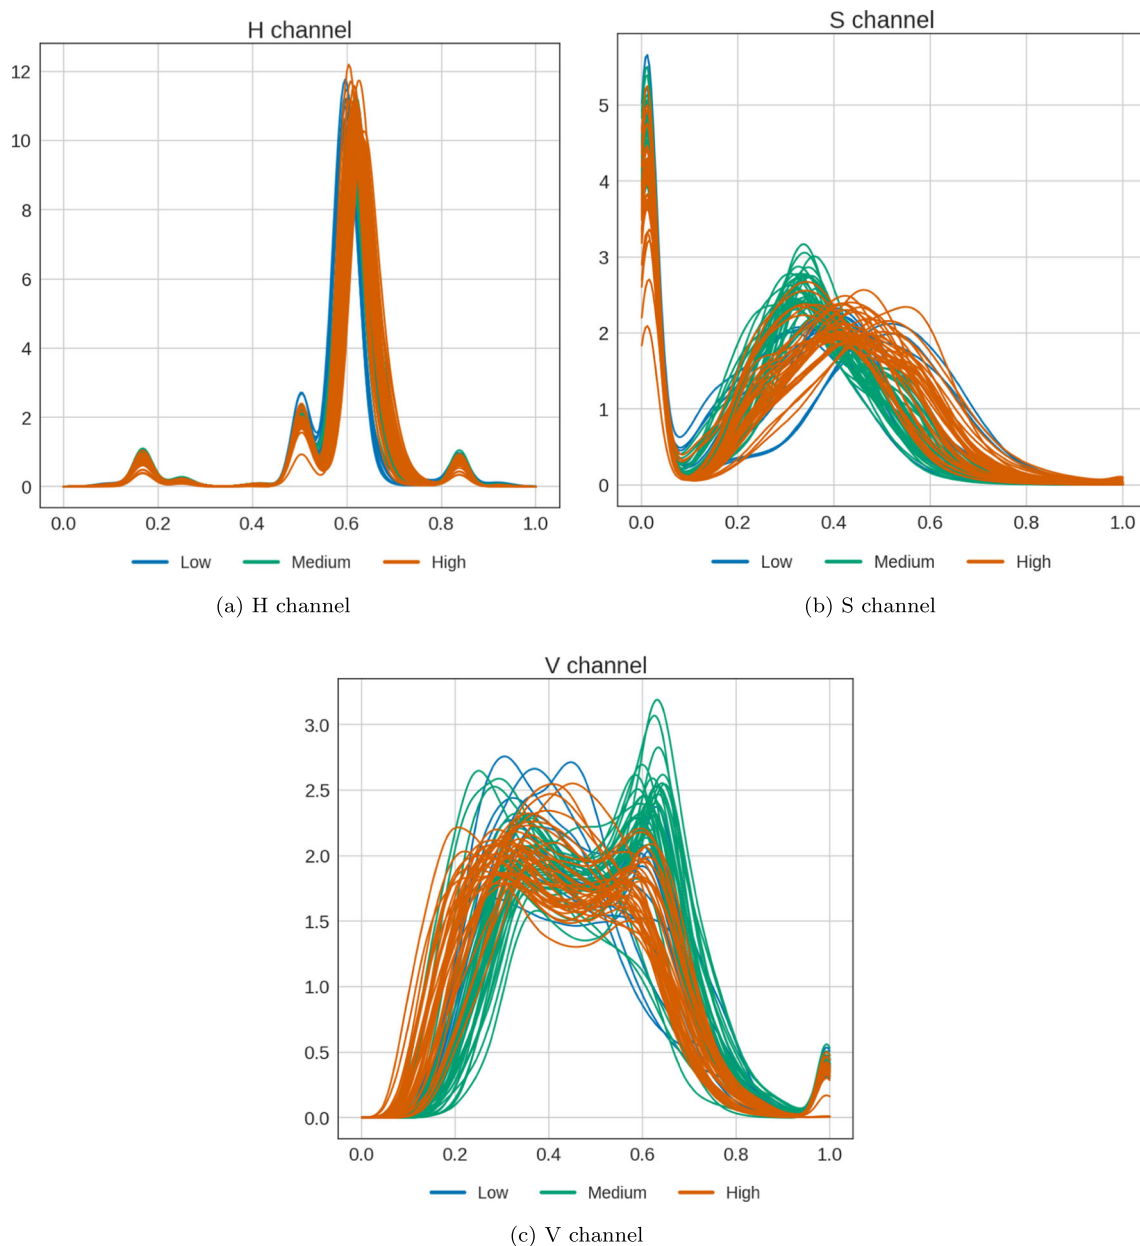 H channel
12
10
8
6
4
2
0
0.0 0.2 0.4 0.6 0.8 1.0
Low Medium High
(a) H channel
S channel
5
4
3
2
1
0
0.0 0.2 0.4 0.6 0.8 1.0
Low Medium High
(b) S channel
V channel
3.0
2.5
2.0
1.5
1.0
0.5
0.0
0.0 0.2 0.4 0.6 0.8 1.0
Low Medium High
(c) V channel